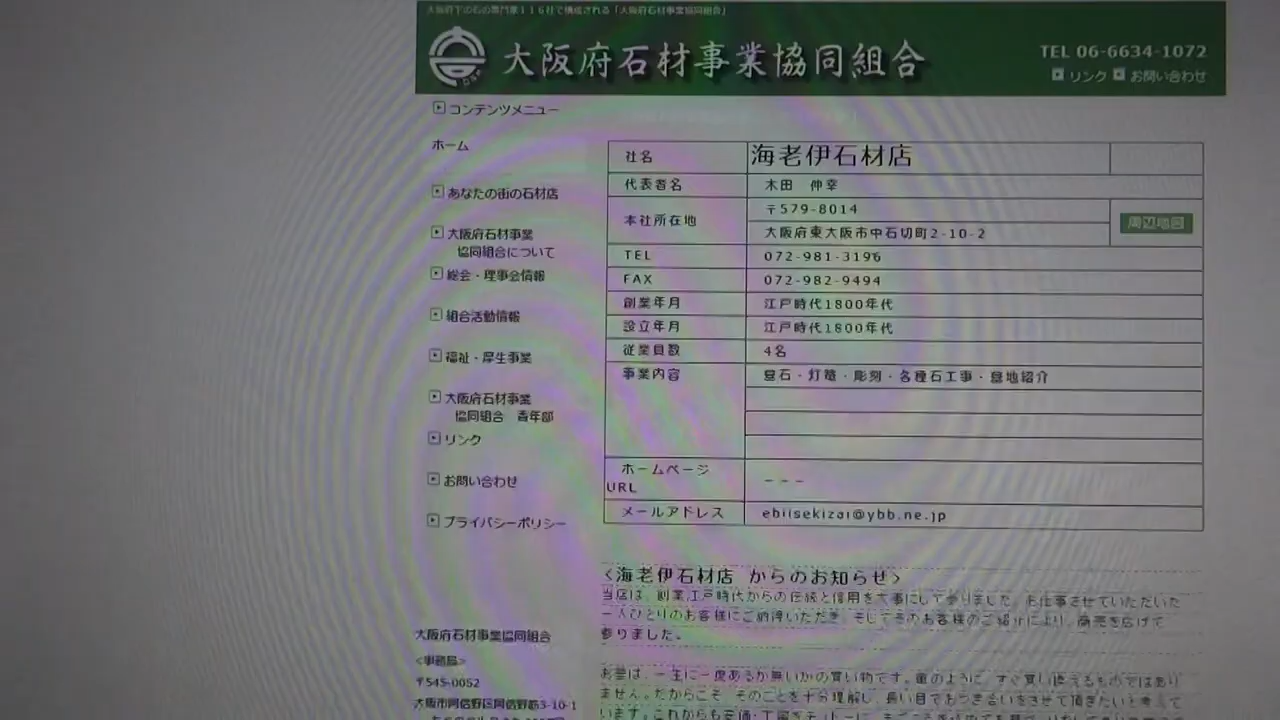 大阪府下の石の専門家116社で構成される「大阪府石材事業協同組合」
大阪府石材事業協同組合
TEL 06-6634-1072
リンク お問い合わせ
コンテンツメニュー
ホーム
あなたの街の石材店
大阪府石材事業
協同組合について
総会・理事会情報
組合活動情報
福祉・厚生事業
大阪府石材事業
協同組合 青年部
リンク
お問い合わせ
プライバシーポリシー
大阪府石材事業協同組合
<事務局>
〒545-0052
大阪市阿倍野区阿倍野筋3-10-1
社名 海老伊石材店
代表者名 木田 伸幸
本社所在地 〒579-8014
大阪府東大阪市中石切町2-10-2
周辺地図
TEL 072-981-3196
FAX 072-982-9494
創業年月 江戸時代1800年代
設立年月 江戸時代1800年代
従業員数 4名
事業内容 墓石・灯篭・彫刻・各種石工事・墓地紹介
ホームページ
URL
---
メールアドレス ebiisekizai@ybb.ne.jp
<海老伊石材店 からのお知らせ>
当店は、創業江戸時代からの伝統と信用を大事にして参りました。お仕事させていただいた
一人ひとりのお客様にご納得いただき、そしてそのお客様のご紹介により、商売を広げて
参りました。
お墓は、一生に一度あるか無いかの買い物です。車のように、すぐ買い換えるものではあり
ません。だからこそ、そのことを十分理解し、長い目でおつき合いをさせて頂きたいと考えて
います。これからも